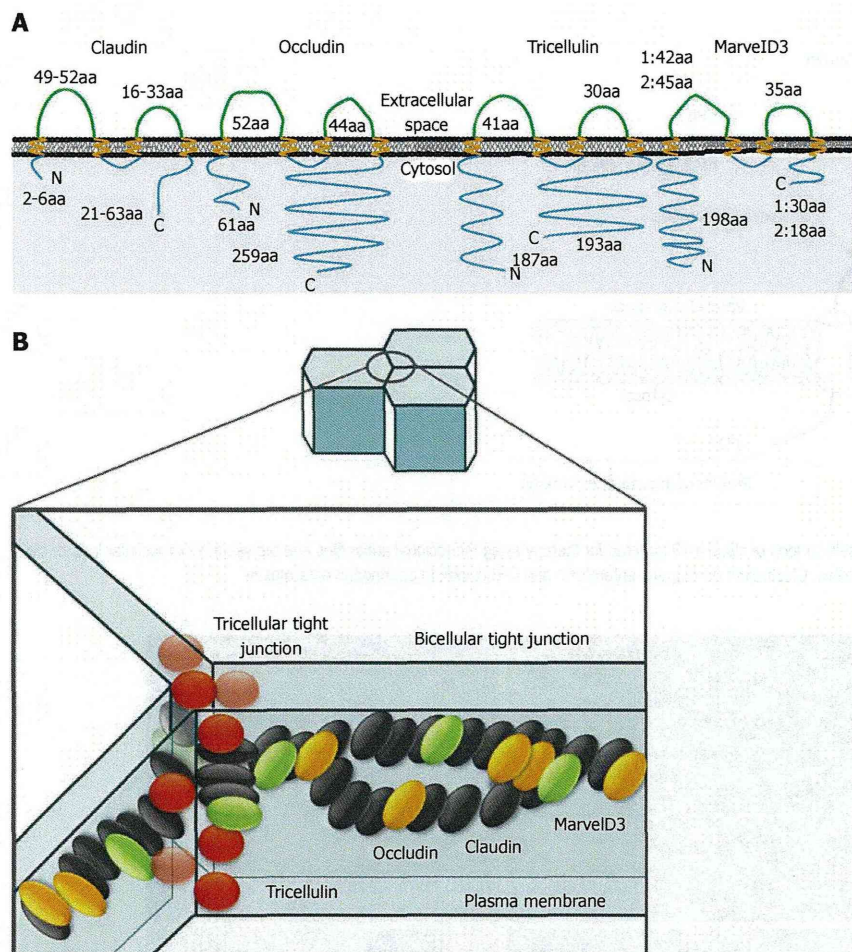 A
Claudin
Occludin
Tricellulin
MarvelD3
49-52aa
16-33aa
52aa
44aa
Extracellular
space
Cytosol
41aa
30aa
1:42aa
2:45aa
35aa
N
2-6aa
21-63aa
C
61aa
N
259aa
C
N
187aa
C
193aa
198aa
N
C
1:30aa
2:18aa
B
Tricellular tight
junction
Bicellular tight junction
Occludin
Claudin
MarvelD3
Tricellulin
Plasma membrane